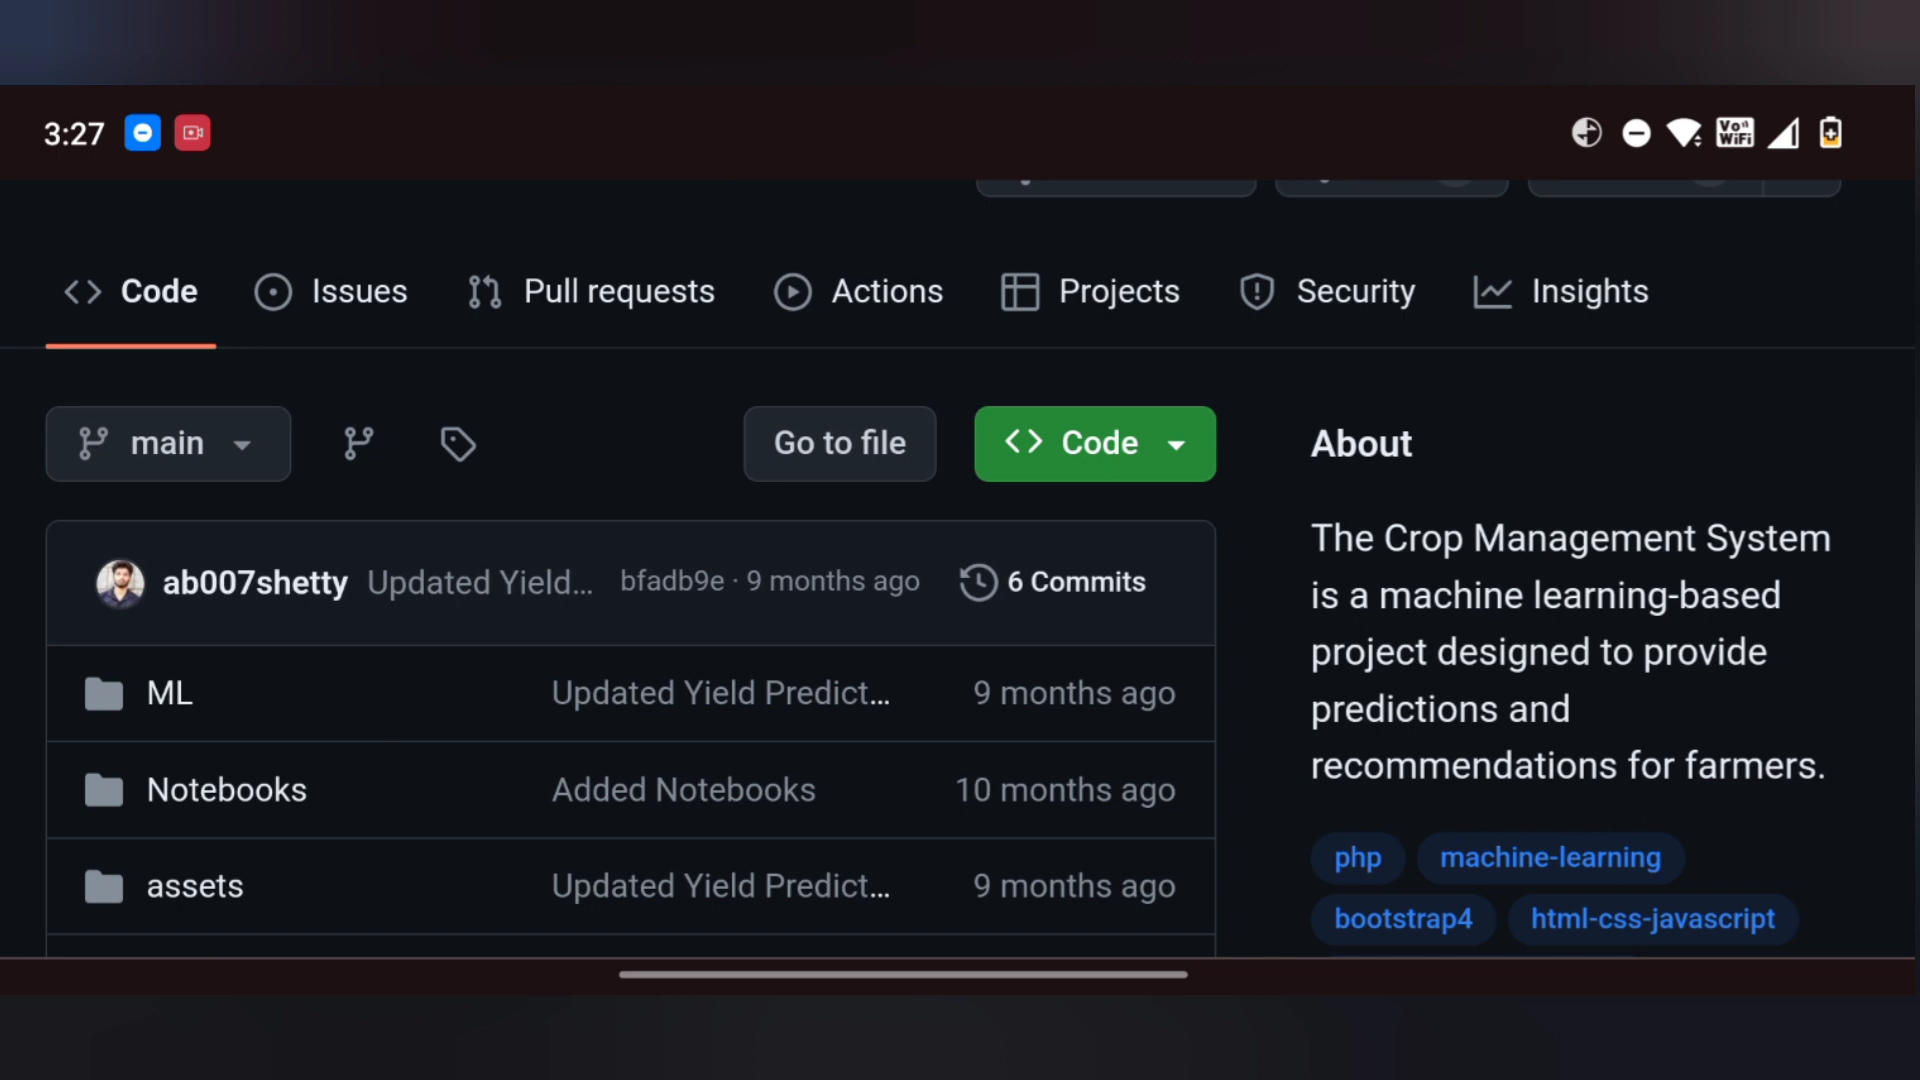 3:27 Vo WiFi
Code Issues Pull requests Actions Projects Security Insights
main Go to file Code
ab007shetty Updated Yield... bfadb9e · 9 months ago 6 Commits
ML Updated Yield Predict... 9 months ago
Notebooks Added Notebooks 10 months ago
assets Updated Yield Predict... 9 months ago
About
The Crop Management System
is a machine learning-based
project designed to provide
predictions and
recommendations for farmers.
php machine-learning
bootstrap4 html-css-javascript